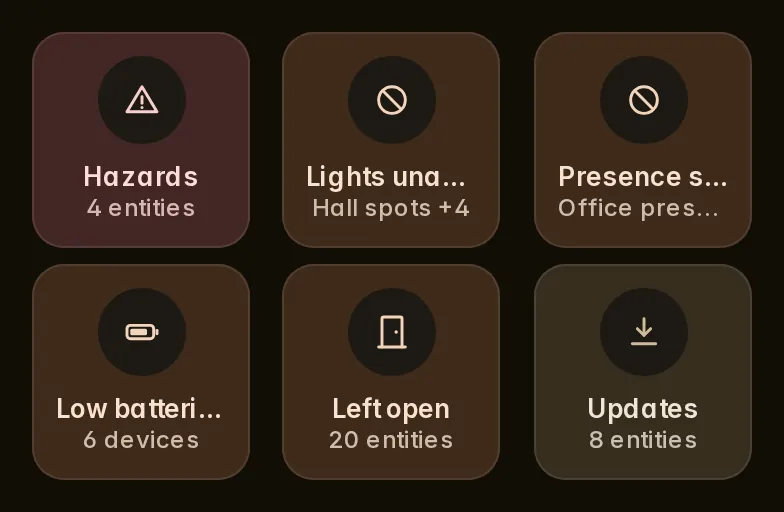 Hazards
4 entities
Lights una...
Hall spots +4
Presence s...
Office pres...
Low batteri...
6 devices
Left open
20 entities
Updates
8 entities